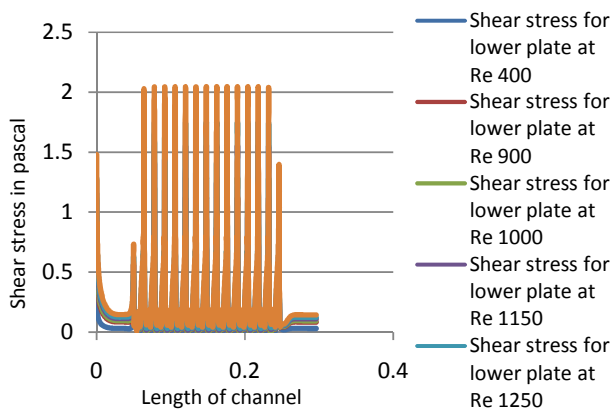 2.5
2
1.5
1
0.5
0
0
0.2
0.4
Shear stress in pascal
Length of channel
Shear stress for
lower plate at
Re 400
Shear stress for
lower plate at
Re 900
Shear stress for
lower plate at
Re 1000
Shear stress for
lower plate at
Re 1150
Shear stress for
lower plate at
Re 1250